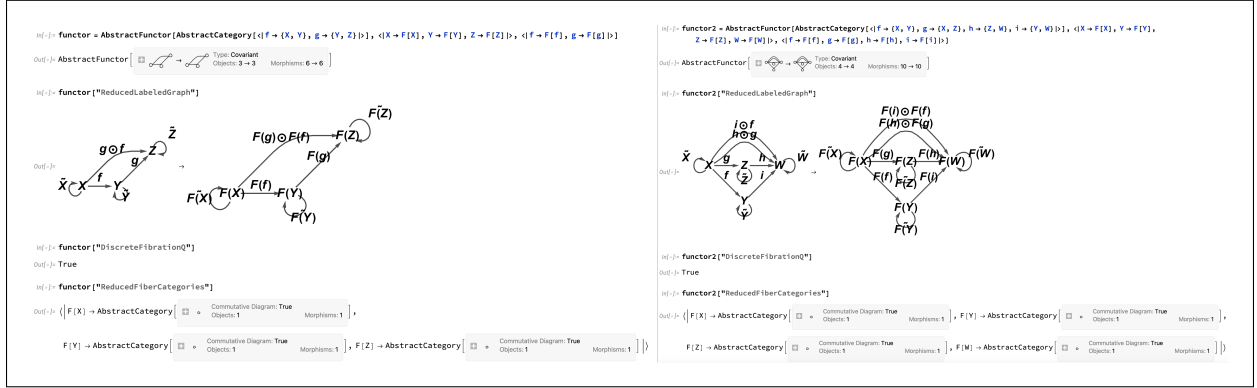 In[◦]:= functor = AbstractFunctor[AbstractCategory[<|f → {X, Y}, g → {Y, Z}|>], <|X → F[X], Y → F[Y], Z → F[Z]|>, <|f → F[f], g → F[g]|>]
Out[◦]= AbstractFunctor[ Type: Covariant
Objects: 3 → 3 Morphisms: 6 → 6 ]
In[◦]:= functor["ReducedLabeledGraph"]
Out[◦]=
g⊙f Z Z̃
g
X̃ X f Y Ỹ
→
F(g)⊙F(f) F(Z) F(Z̃)
F(g)
F(X̃) F(X) F(f) F(Y)
F(Ỹ)
In[◦]:= functor["DiscreteFibrationQ"]
Out[◦]= True
In[◦]:= functor["ReducedFiberCategories"]
Out[◦]= <|F[X] → AbstractCategory[ Commutative Diagram: True
Objects: 1 Morphisms: 1 ],
F[Y] → AbstractCategory[ Commutative Diagram: True
Objects: 1 Morphisms: 1 ], F[Z] → AbstractCategory[ Commutative Diagram: True
Objects: 1 Morphisms: 1 ]|>
In[◦]:= functor2 = AbstractFunctor[AbstractCategory[<|f → {X, Y}, g → {X, Z}, h → {Z, W}, i → {Y, W}|>], <|X → F[X], Y → F[Y],
Z → F[Z], W → F[W]|>, <|f → F[f], g → F[g], h → F[h], i → F[i]|>]
Out[◦]= AbstractFunctor[ Type: Covariant
Objects: 4 → 4 Morphisms: 10 → 10 ]
In[◦]:= functor2["ReducedLabeledGraph"]
Out[◦]=
i⊙f
h⊙g
X̃ X g Z h W W̃
f Z̃ i
Y
Ỹ
→
F(i)⊙F(f)
F(h)⊙F(g)
F(X̃) F(X) F(g) F(Z) F(h) F(W) F(W̃)
F(f) F(Z̃) F(i)
F(Y)
F(Ỹ)
In[◦]:= functor2["DiscreteFibrationQ"]
Out[◦]= True
In[◦]:= functor2["ReducedFiberCategories"]
Out[◦]= <|F[X] → AbstractCategory[ Commutative Diagram: True
Objects: 1 Morphisms: 1 ], F[Y] → AbstractCategory[ Commutative Diagram: True
Objects: 1 Morphisms: 1 ],
F[Z] → AbstractCategory[ Commutative Diagram: True
Objects: 1 Morphisms: 1 ], F[W] → AbstractCategory[ Commutative Diagram: True
Objects: 1 Morphisms: 1 ]|>